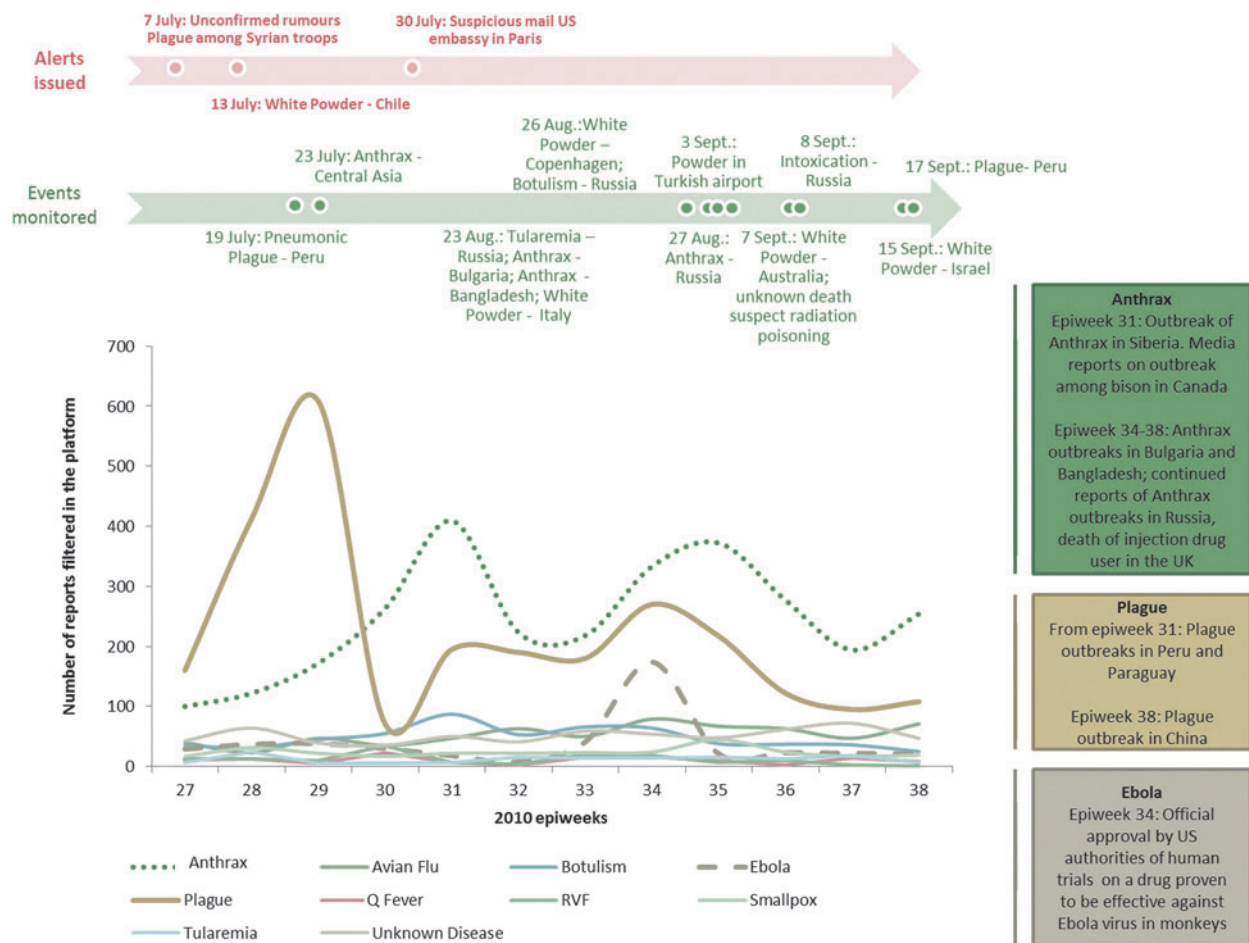 7 July: Unconfirmed rumours
Plague among Syrian troops
30 July: Suspicious mail US
embassy in Paris
Alerts
issued
13 July: White Powder - Chile
23 July: Anthrax -
Central Asia
26 Aug.:White
Powder –
Copenhagen;
Botulism - Russia
3 Sept.:
Powder in
Turkish airport
8 Sept.:
Intoxication -
Russia
17 Sept.: Plague- Peru
Events
monitored
19 July: Pneumonic
Plague - Peru
23 Aug.: Tularemia –
Russia; Anthrax -
Bulgaria; Anthrax -
Bangladesh; White
Powder - Italy
27 Aug.:
Anthrax -
Russia
7 Sept.: White
Powder -
Australia;
unknown death
suspect radiation
poisoning
15 Sept.: White
Powder - Israel
Number of reports filtered in the platform
700
600
500
400
300
200
100
0
27 28 29 30 31 32 33 34 35 36 37 38
2010 epiweeks
Anthrax Avian Flu Botulism Ebola
Plague Q Fever RVF Smallpox
Tularemia Unknown Disease
Anthrax
Epiweek 31: Outbreak of
Anthrax in Siberia. Media
reports on outbreak
among bison in Canada
Epiweek 34-38: Anthrax
outbreaks in Bulgaria and
Bangladesh; continued
reports of Anthrax
outbreaks in Russia,
death of injection drug
user in the UK
Plague
From epiweek 31: Plague
outbreaks in Peru and
Paraguay
Epiweek 38: Plague
outbreak in China
Ebola
Epiweek 34: Official
approval by US
authorities of human
trials on a drug proven
to be effective against
Ebola virus in monkeys